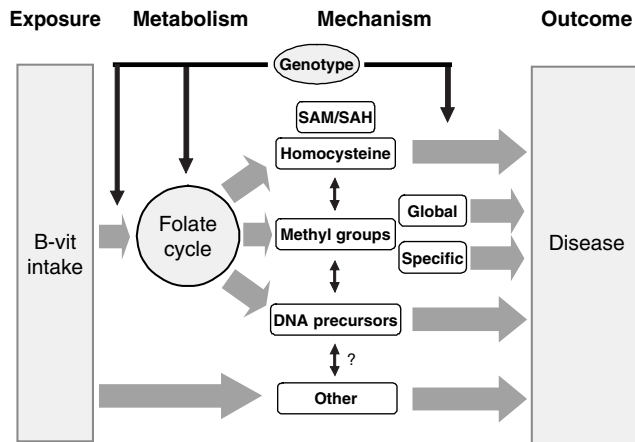 Exposure Metabolism Mechanism Outcome
Genotype
SAM/SAH
Homocysteine
Global
Folate
cycle
Methyl groups
B-vit
intake
Specific
Disease
DNA precursors
?
Other